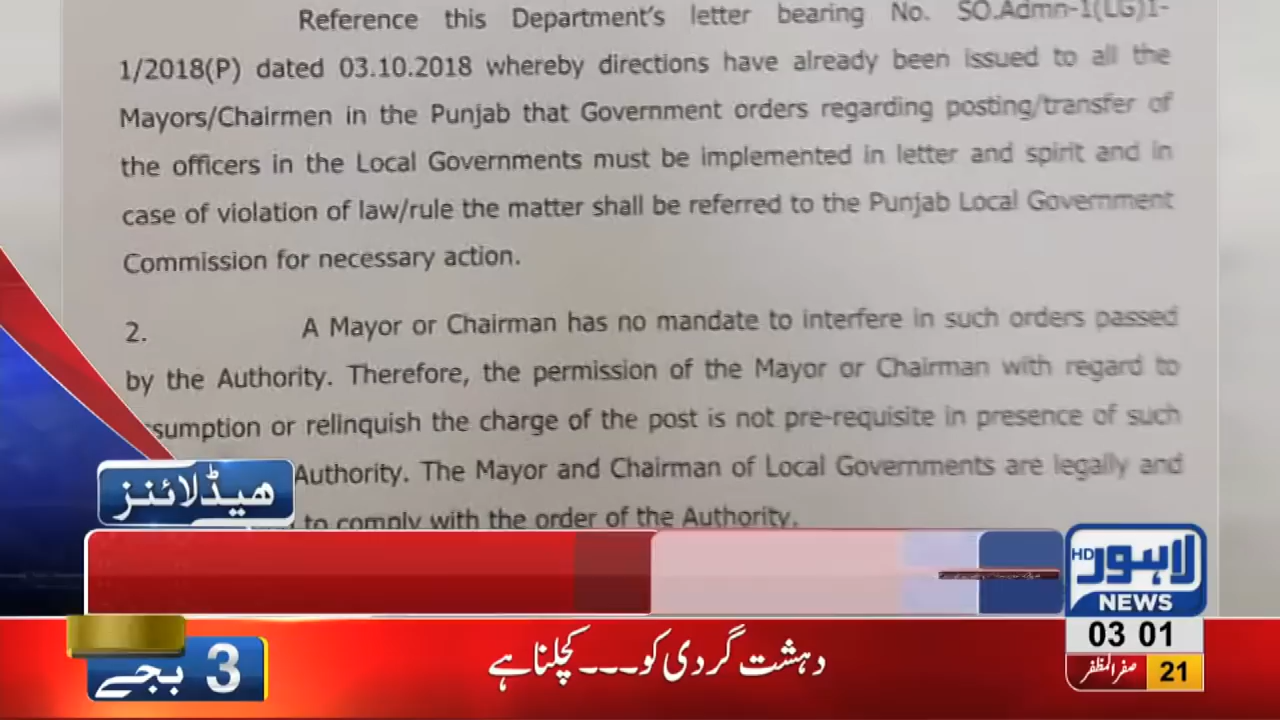 Reference this Department's letter bearing No. SO.Admn-1(LG)1-
1/2018(P) dated 03.10.2018 whereby directions have already been issued to all the
Mayors/Chairmen in the Punjab that Government orders regarding posting/transfer of
the officers in the Local Governments must be implemented in letter and spirit and in
case of violation of law/rule the matter shall be referred to the Punjab Local Government
Commission for necessary action.
2. A Mayor or Chairman has no mandate to interfere in such orders passed
by the Authority. Therefore, the permission of the Mayor or Chairman with regard to
sumption or relinquish the charge of the post is not pre-requisite in presence of such
Authority. The Mayor and Chairman of Local Governments are legally and
to comply with the order of the Authority.
ھیڈلائنز
HD لاہور
NEWS
03 01
صفر المظفر 21
3 بجے
دہشت گردی کو ۔۔۔ کچلنا ہے